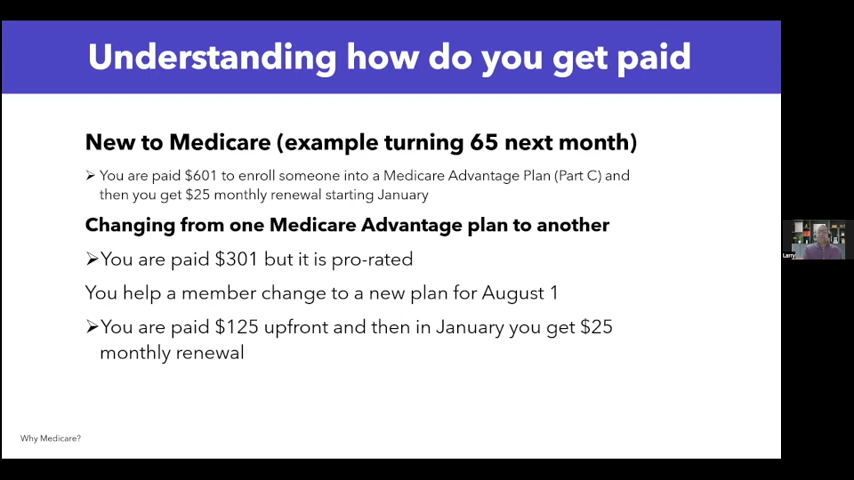 Understanding how do you get paid
New to Medicare (example turning 65 next month)
➢ You are paid $601 to enroll someone into a Medicare Advantage Plan (Part C) and
then you get $25 monthly renewal starting January
Changing from one Medicare Advantage plan to another
➢You are paid $301 but it is pro-rated
You help a member change to a new plan for August 1
➢You are paid $125 upfront and then in January you get $25
monthly renewal
Why Medicare?
Larry